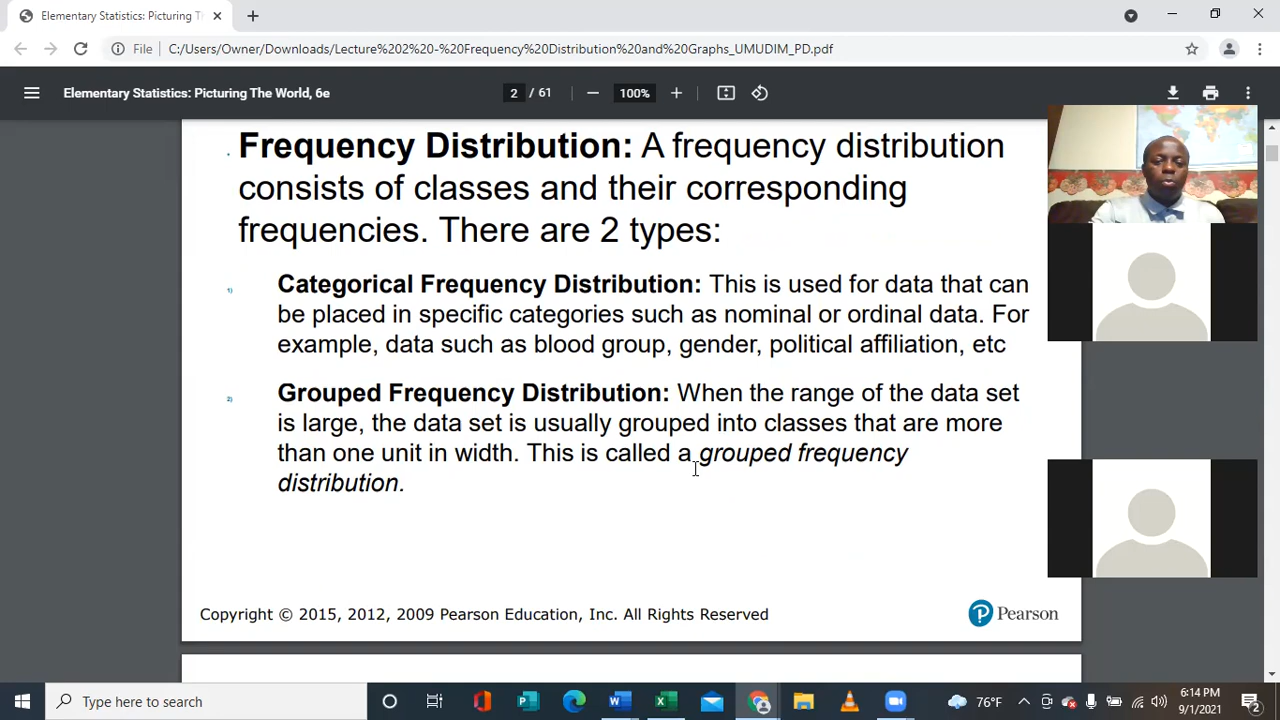 Elementary Statistics: Picturing T
File
C:/Users/Owner/Downloads/Lecture%202%20-%20Frequency%20Distribution%20and%20Graphs_UMUDIM_PD.pdf
Elementary Statistics: Picturing The World, 6e
2 / 61
100%
Frequency Distribution: A frequency distribution
consists of classes and their corresponding
frequencies. There are 2 types:
1) Categorical Frequency Distribution: This is used for data that can
be placed in specific categories such as nominal or ordinal data. For
example, data such as blood group, gender, political affiliation, etc
2) Grouped Frequency Distribution: When the range of the data set
is large, the data set is usually grouped into classes that are more
than one unit in width. This is called a grouped frequency
distribution.
Copyright © 2015, 2012, 2009 Pearson Education, Inc. All Rights Reserved
Pearson
Type here to search
76°F
6:14 PM
9/1/2021
2